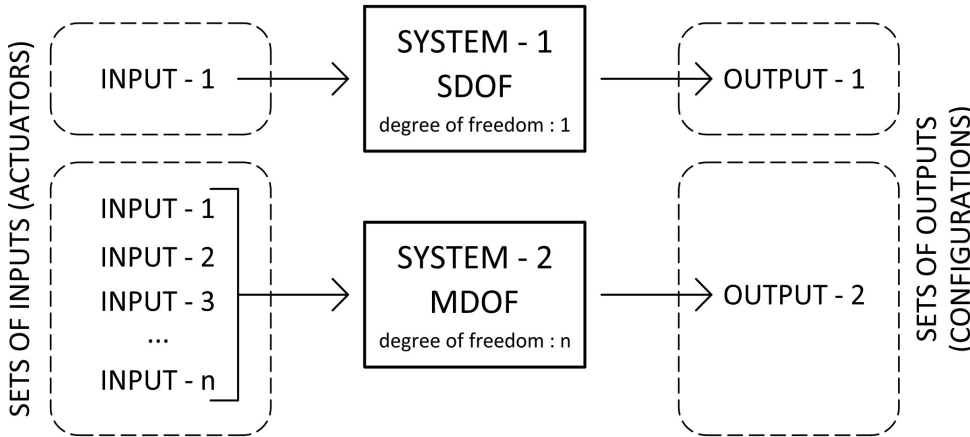 SETS OF INPUTS (ACTUATORS)
INPUT - 1
SYSTEM - 1
SDOF
degree of freedom : 1
OUTPUT - 1
INPUT - 1
INPUT - 2
INPUT - 3
...
INPUT - n
SYSTEM - 2
MDOF
degree of freedom : n
OUTPUT - 2
SETS OF OUTPUTS
(CONFIGURATIONS)